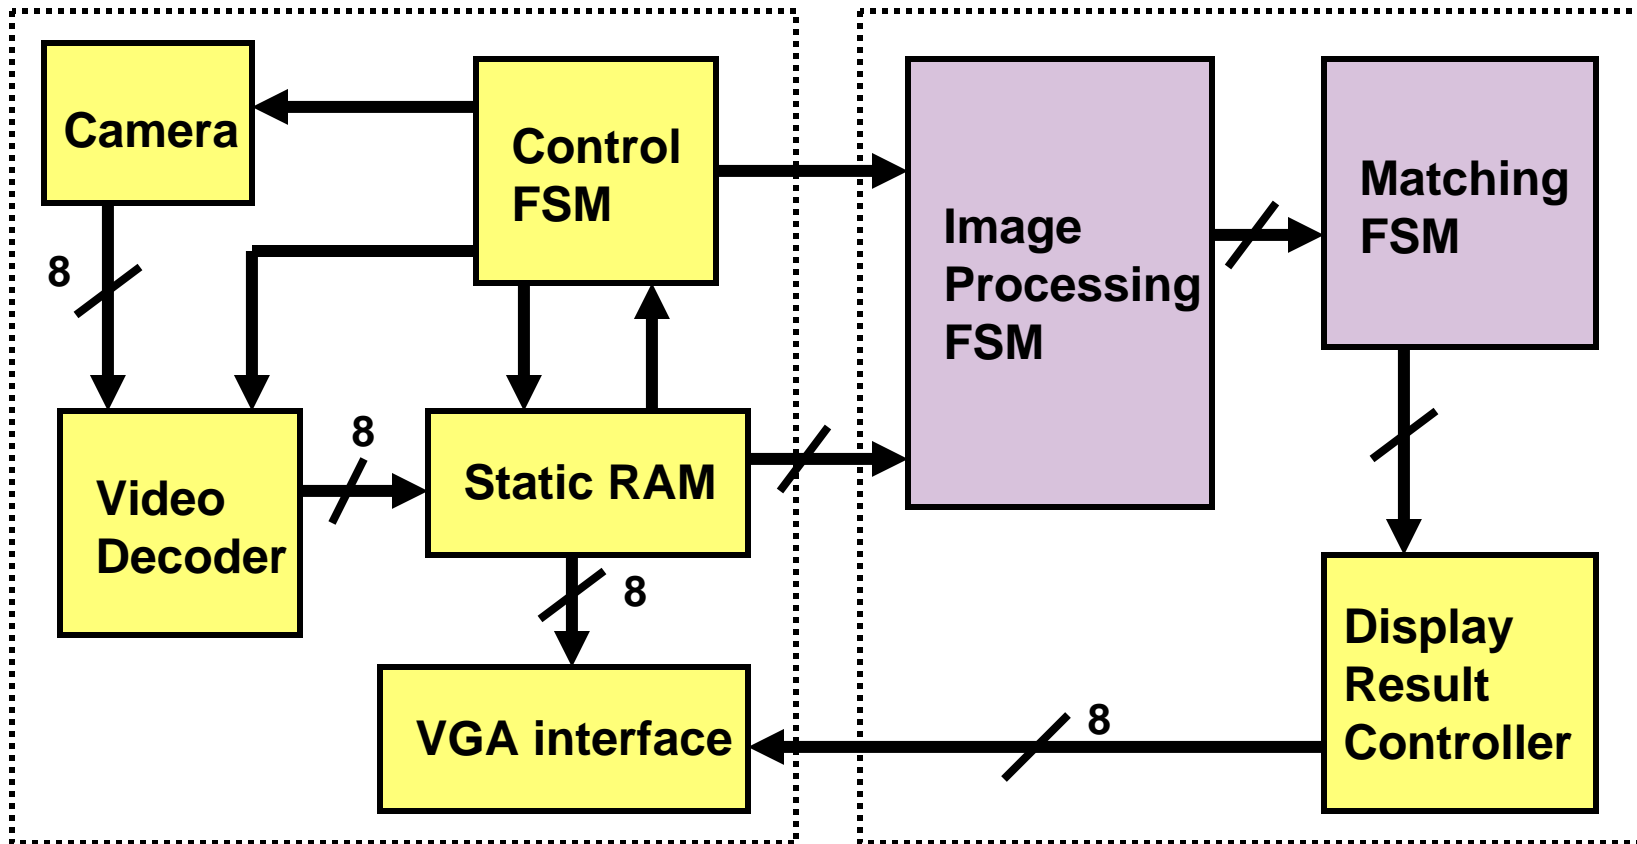 Camera
Control
FSM
8
Image
Processing
FSM
Matching
FSM
8
Video
Decoder
Static RAM
8
VGA interface
8
Display
Result
Controller